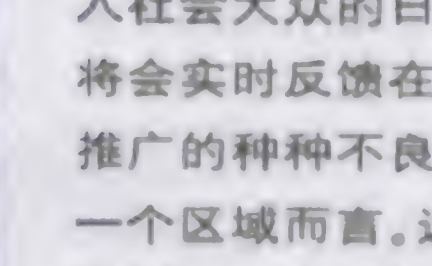 入社会大众的日
将会实时反馈在
推广的种种不良
一个区域而言。这